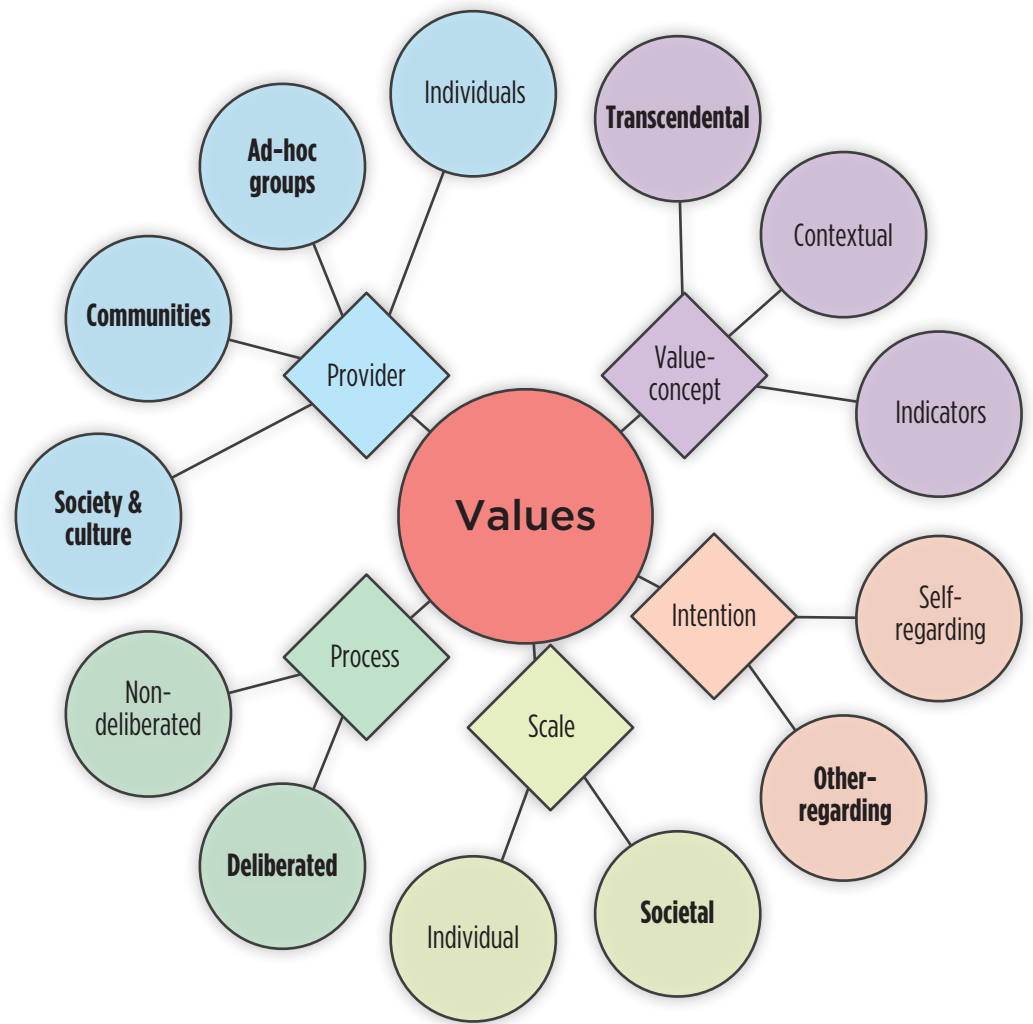 Individuals
Transcendental
Ad-hoc
groups
Contextual
Communities
Provider
Value-
concept
Indicators
Society &
culture
Values
Process
Intention
Self-
regarding
Non-
deliberated
Scale
Other-
regarding
Deliberated
Individual
Societal